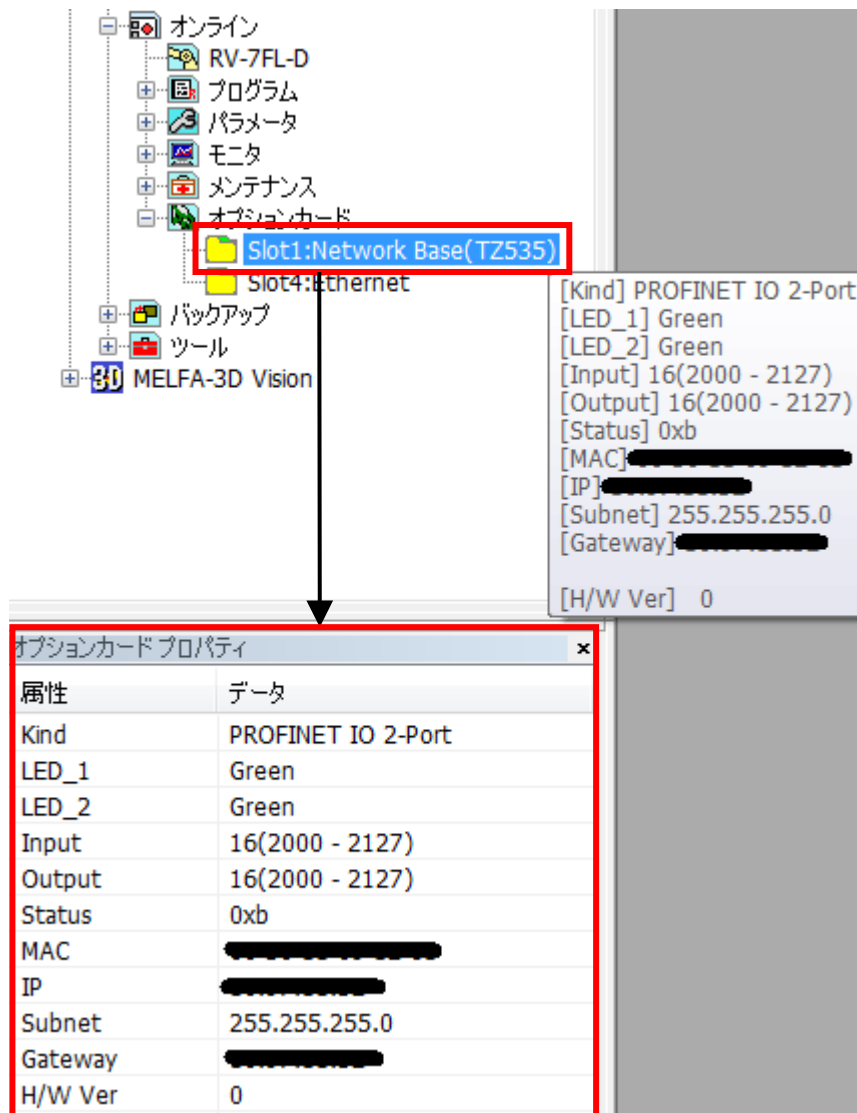 オンライン
RV-7FL-D
プログラム
パラメータ
モニタ
メンテナンス
オプションカード
Slot1:Network Base(TZ535)
Slot4:Ethernet
バックアップ
ツール
MELFA-3D Vision
[Kind] PROFINET IO 2-Port
[LED_1] Green
[LED_2] Green
[Input] 16(2000 - 2127)
[Output] 16(2000 - 2127)
[Status] 0xb
[MAC]
[IP]
[Subnet] 255.255.255.0
[Gateway]
[H/W Ver] 0
オプションカード プロパティ
属性 データ
Kind PROFINET IO 2-Port
LED_1 Green
LED_2 Green
Input 16(2000 - 2127)
Output 16(2000 - 2127)
Status 0xb
MAC
IP
Subnet 255.255.255.0
Gateway
H/W Ver 0